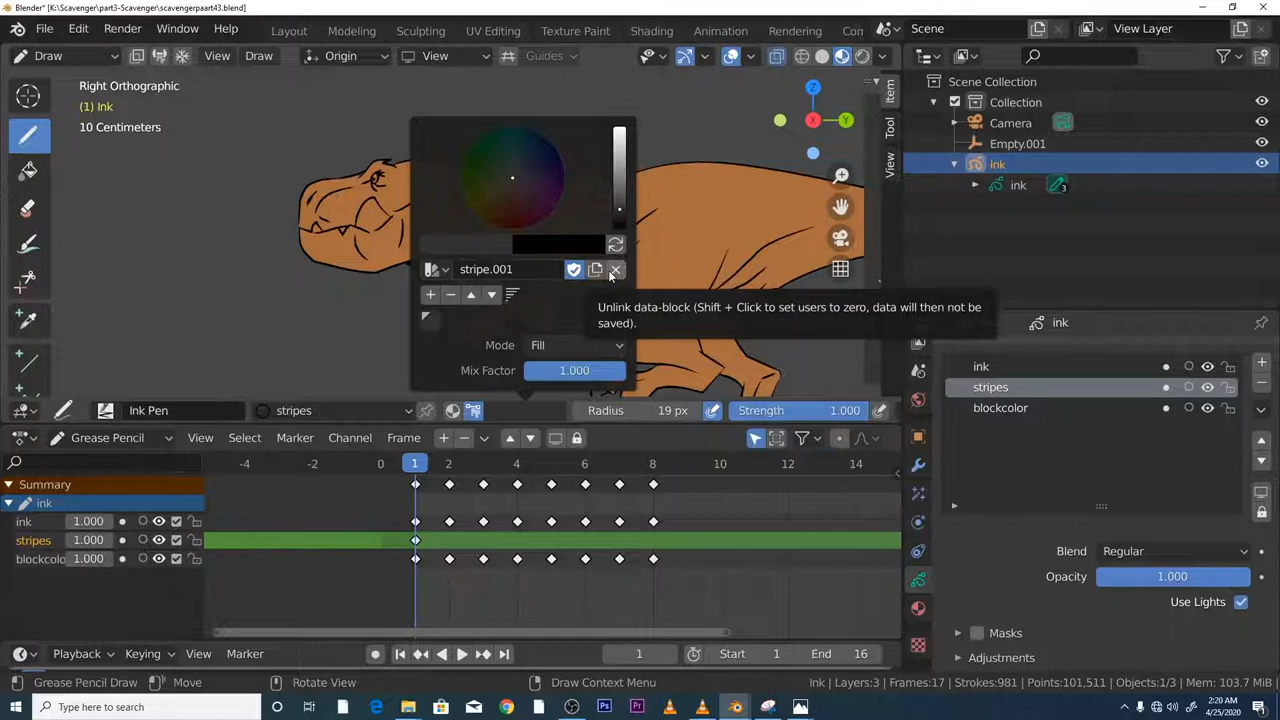 Blender* [K:\Scavenger\part3-Scavenger\scavengerpaart43.blend]
File Edit Render Window Help Layout Modeling Sculpting UV Editing Texture Paint Shading Animation Rendering Con Scene View Layer
Draw View Draw Origin View Guides
Right Orthographic
(1) Ink
10 Centimeters
Z
X
Y
Item
Tool
View
Scene Collection
Collection
Camera
Empty.001
ink
ink 3
stripe.001
Unlink data-block (Shift + Click to set users to zero, data will then not be
saved).
Mode Fill
Mix Factor 1.000
ink
ink
stripes
blockcolor
Ink Pen stripes Radius 19 px Strength 1.000
Grease Pencil View Select Marker Channel Frame
-4 -2 0 1 2 4 6 8 10 12 14
Summary
ink
ink 1.000
stripes 1.000
blockcolo 1.000
Blend Regular
Opacity 1.000
Use Lights
Masks
Adjustments
Playback Keying View Marker 1 Start 1 End 16
Grease Pencil Draw Move Rotate View Draw Context Menu Ink | Layers:3 | Frames:17 | Strokes:981 | Points:101,511 | Objects:1/3 | Mem: 103.7 MiB
Type here to search
2:20 AM
4/25/2020